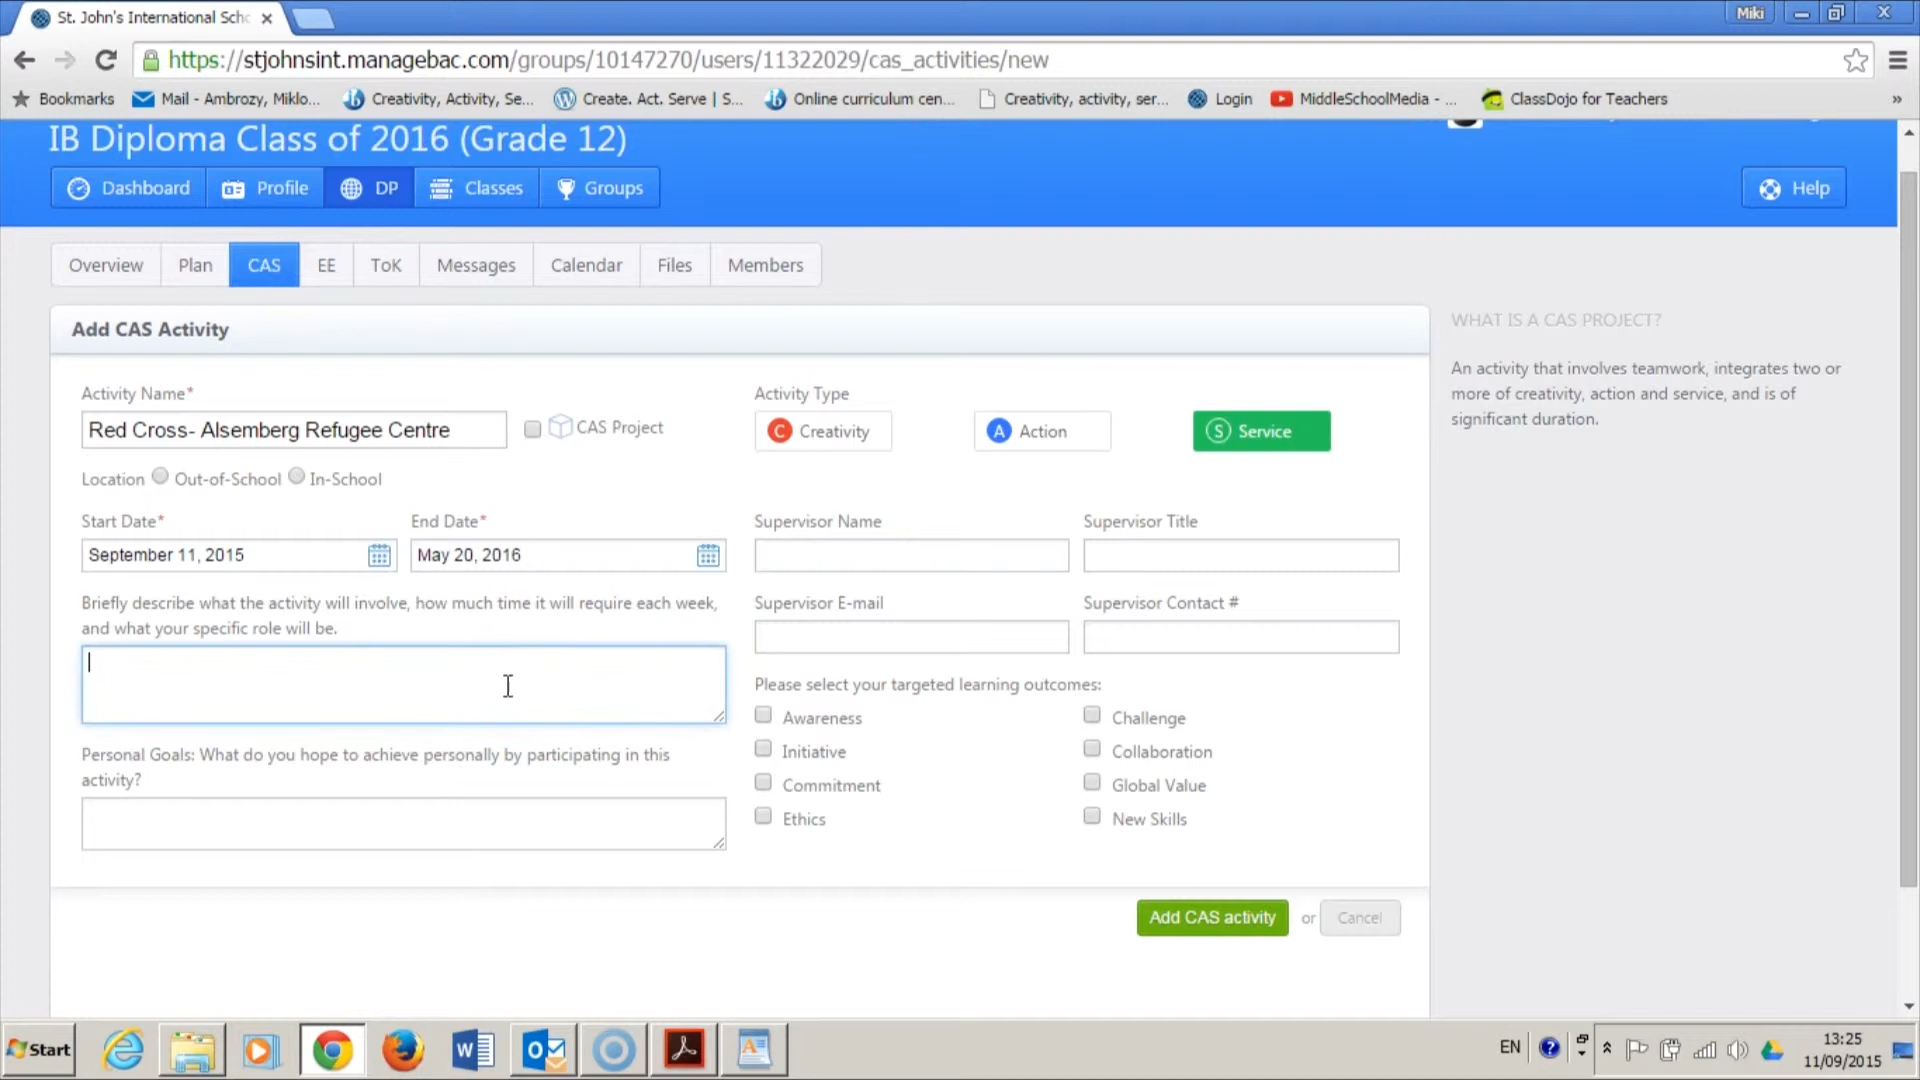 St. John's International Scho
Miki
https://stjohnsint.managebac.com/groups/10147270/users/11322029/cas_activities/new
Bookmarks
Mail - Ambrozy, Miklo...
Creativity, Activity, Se...
Create. Act. Serve | S...
Online curriculum cen...
Creativity, activity, ser...
Login
MiddleSchoolMedia - ...
ClassDojo for Teachers
»
IB Diploma Class of 2016 (Grade 12)
Dashboard
Profile
DP
Classes
Groups
Help
Overview
Plan
CAS
EE
ToK
Messages
Calendar
Files
Members
Add CAS Activity
WHAT IS A CAS PROJECT?
An activity that involves teamwork, integrates two or
more of creativity, action and service, and is of
significant duration.
Activity Name*
Red Cross- Alsemberg Refugee Centre
CAS Project
Activity Type
C Creativity
A Action
S Service
Location Out-of-School In-School
Start Date*
End Date*
Supervisor Name
Supervisor Title
September 11, 2015
May 20, 2016
Briefly describe what the activity will involve, how much time it will require each week,
and what your specific role will be.
Supervisor E-mail
Supervisor Contact #
Please select your targeted learning outcomes:
Awareness
Challenge
Initiative
Collaboration
Commitment
Global Value
Ethics
New Skills
Personal Goals: What do you hope to achieve personally by participating in this
activity?
Add CAS activity
or
Cancel
Start
EN
13:25
11/09/2015